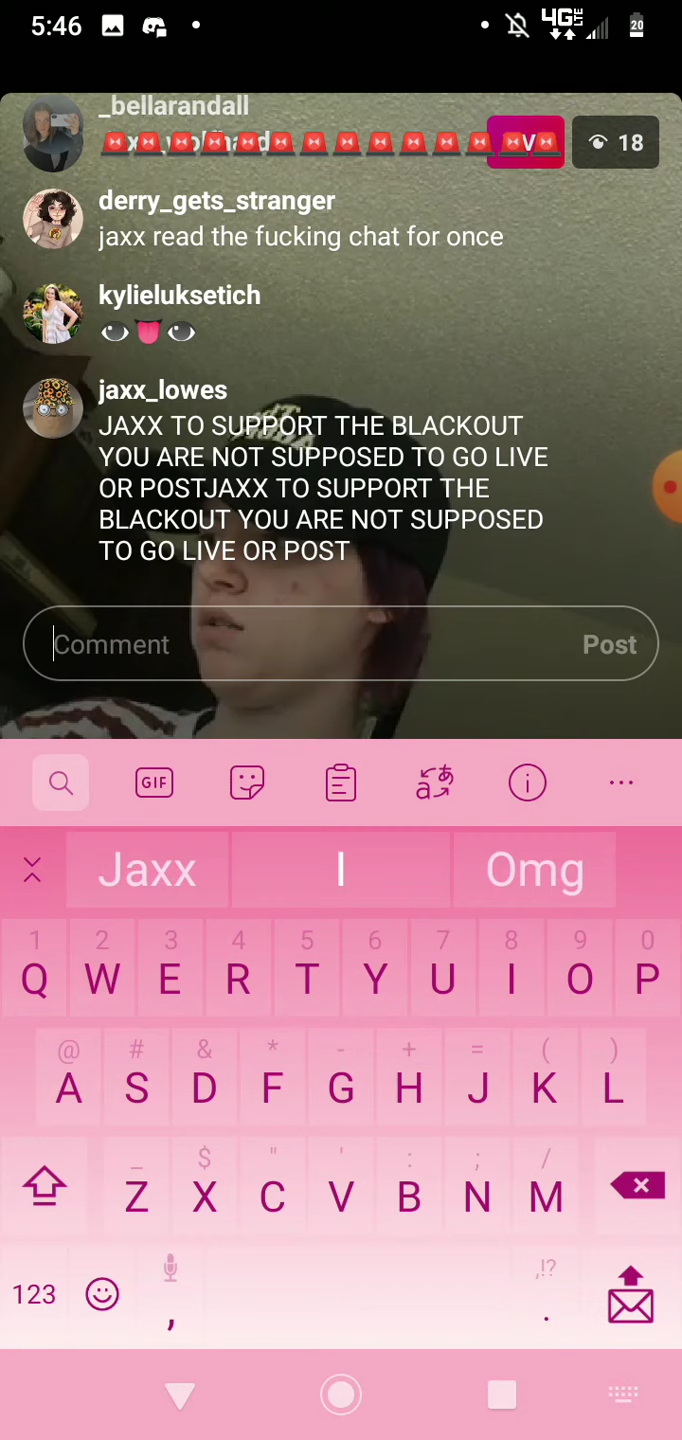 5:46
4G LTE
20
_bellarandall
18
derry_gets_stranger
jaxx read the fucking chat for once
kylieluksetich
jaxx_lowes
JAXX TO SUPPORT THE BLACKOUT
YOU ARE NOT SUPPOSED TO GO LIVE
OR POSTJAXX TO SUPPORT THE
BLACKOUT YOU ARE NOT SUPPOSED
TO GO LIVE OR POST
Comment Post
GIF
Jaxx I Omg
1 2 3 4 5 6 7 8 9 0
Q W E R T Y U I O P
@ # & * - + = ( )
A S D F G H J K L
_ $ " ' : ; /
Z X C V B N M
,!?
123 , .